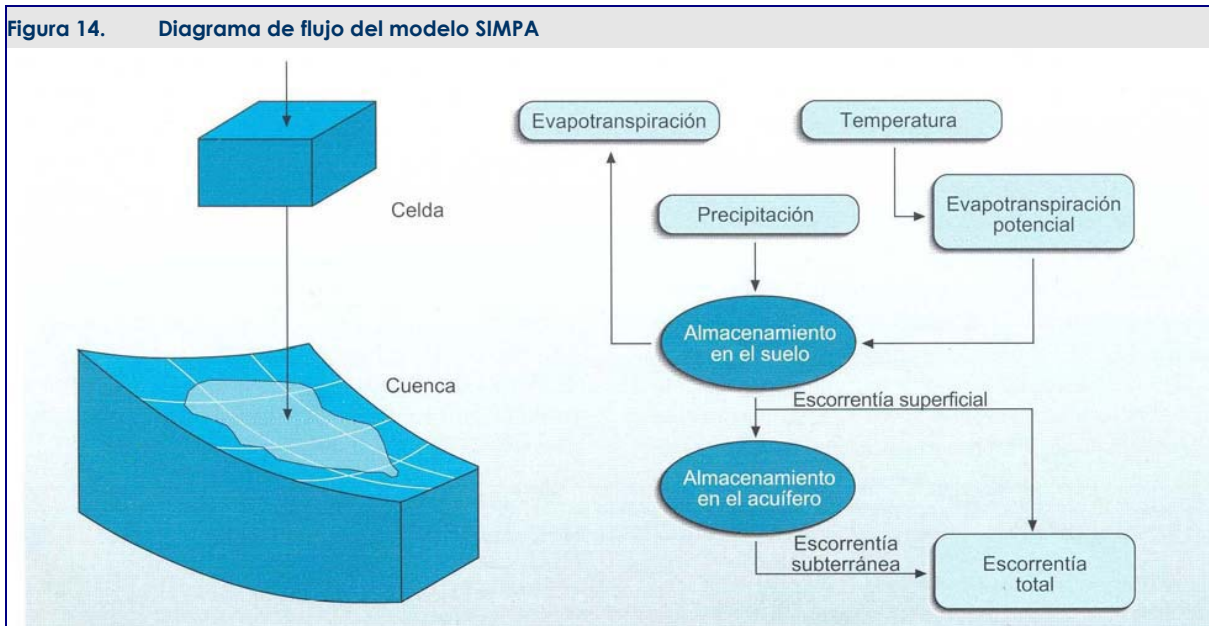 Figura 14. Diagrama de flujo del modelo SIMPA
Celda
Cuenca
Evapotranspiración
Temperatura
Precipitación
Evapotranspiración
potencial
Almacenamiento
en el suelo
Escorrentía superficial
Almacenamiento
en el acuífero
Escorrentía
subterránea
Escorrentía
total